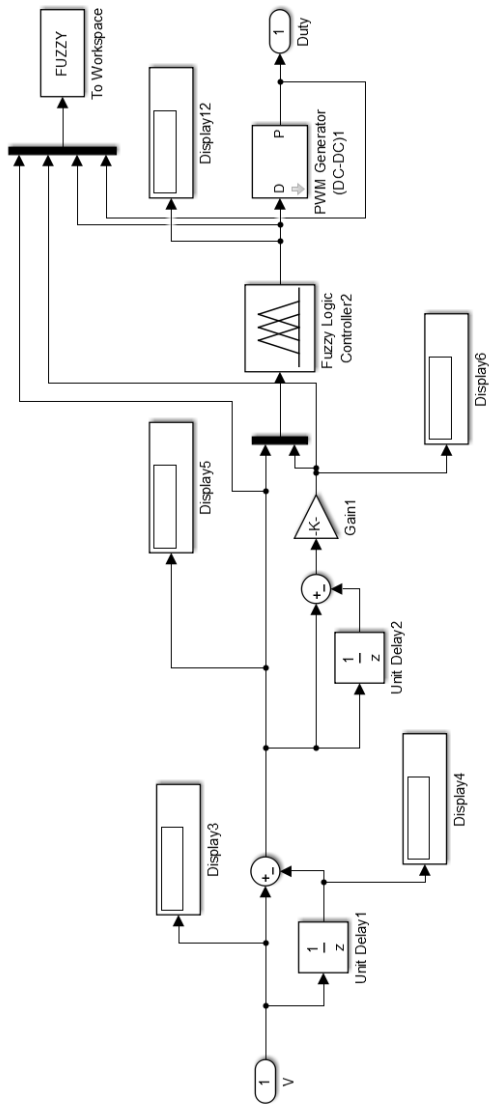 1
V
Display3
1
z
Unit Delay1
+
−
Display4
1
z
Unit Delay2
+
−
Display5
-K-
Gain1
Display6
Fuzzy Logic
Controller2
Display12
D
P
PWM Generator
(DC-DC)1
FUZZY
To Workspace
1
Duty